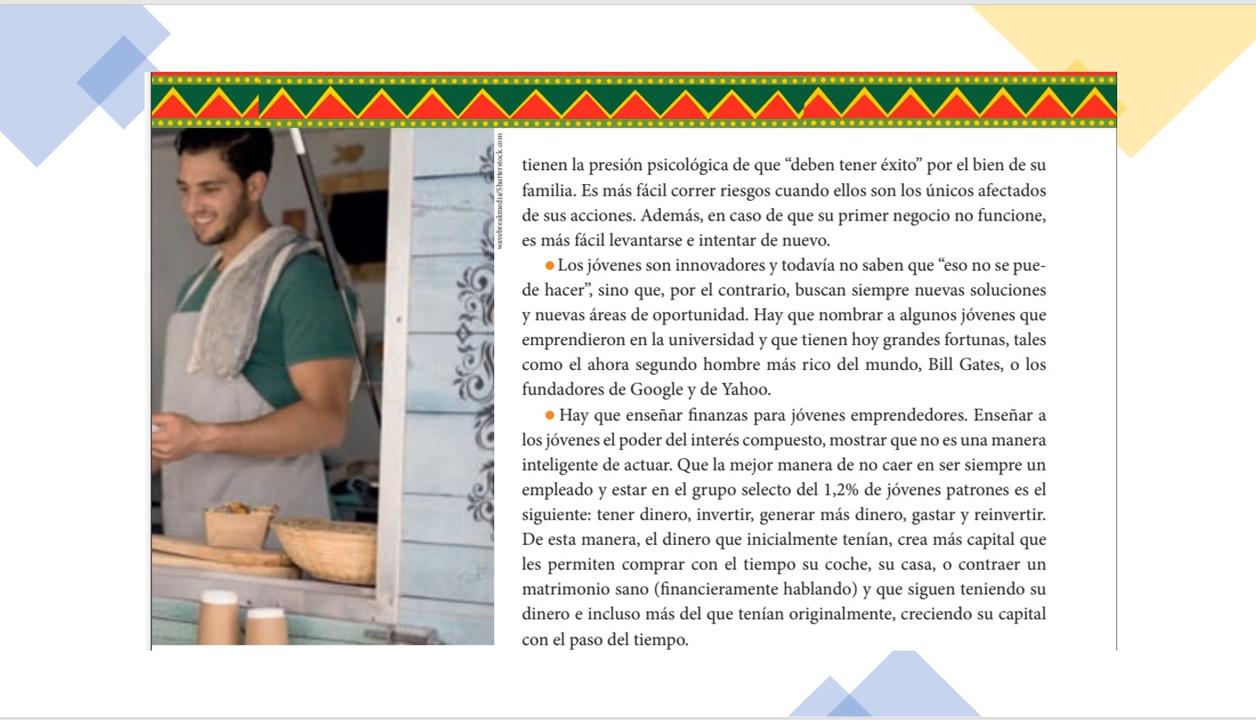 wavebreakmedia/Shutterstock.com
tienen la presión psicológica de que “deben tener éxito” por el bien de su
familia. Es más fácil correr riesgos cuando ellos son los únicos afectados
de sus acciones. Además, en caso de que su primer negocio no funcione,
es más fácil levantarse e intentar de nuevo.
● Los jóvenes son innovadores y todavía no saben que “eso no se pue-
de hacer”, sino que, por el contrario, buscan siempre nuevas soluciones
y nuevas áreas de oportunidad. Hay que nombrar a algunos jóvenes que
emprendieron en la universidad y que tienen hoy grandes fortunas, tales
como el ahora segundo hombre más rico del mundo, Bill Gates, o los
fundadores de Google y de Yahoo.
● Hay que enseñar finanzas para jóvenes emprendedores. Enseñar a
los jóvenes el poder del interés compuesto, mostrar que no es una manera
inteligente de actuar. Que la mejor manera de no caer en ser siempre un
empleado y estar en el grupo selecto del 1,2% de jóvenes patrones es el
siguiente: tener dinero, invertir, generar más dinero, gastar y reinvertir.
De esta manera, el dinero que inicialmente tenían, crea más capital que
les permiten comprar con el tiempo su coche, su casa, o contraer un
matrimonio sano (financieramente hablando) y que siguen teniendo su
dinero e incluso más del que tenían originalmente, creciendo su capital
con el paso del tiempo.